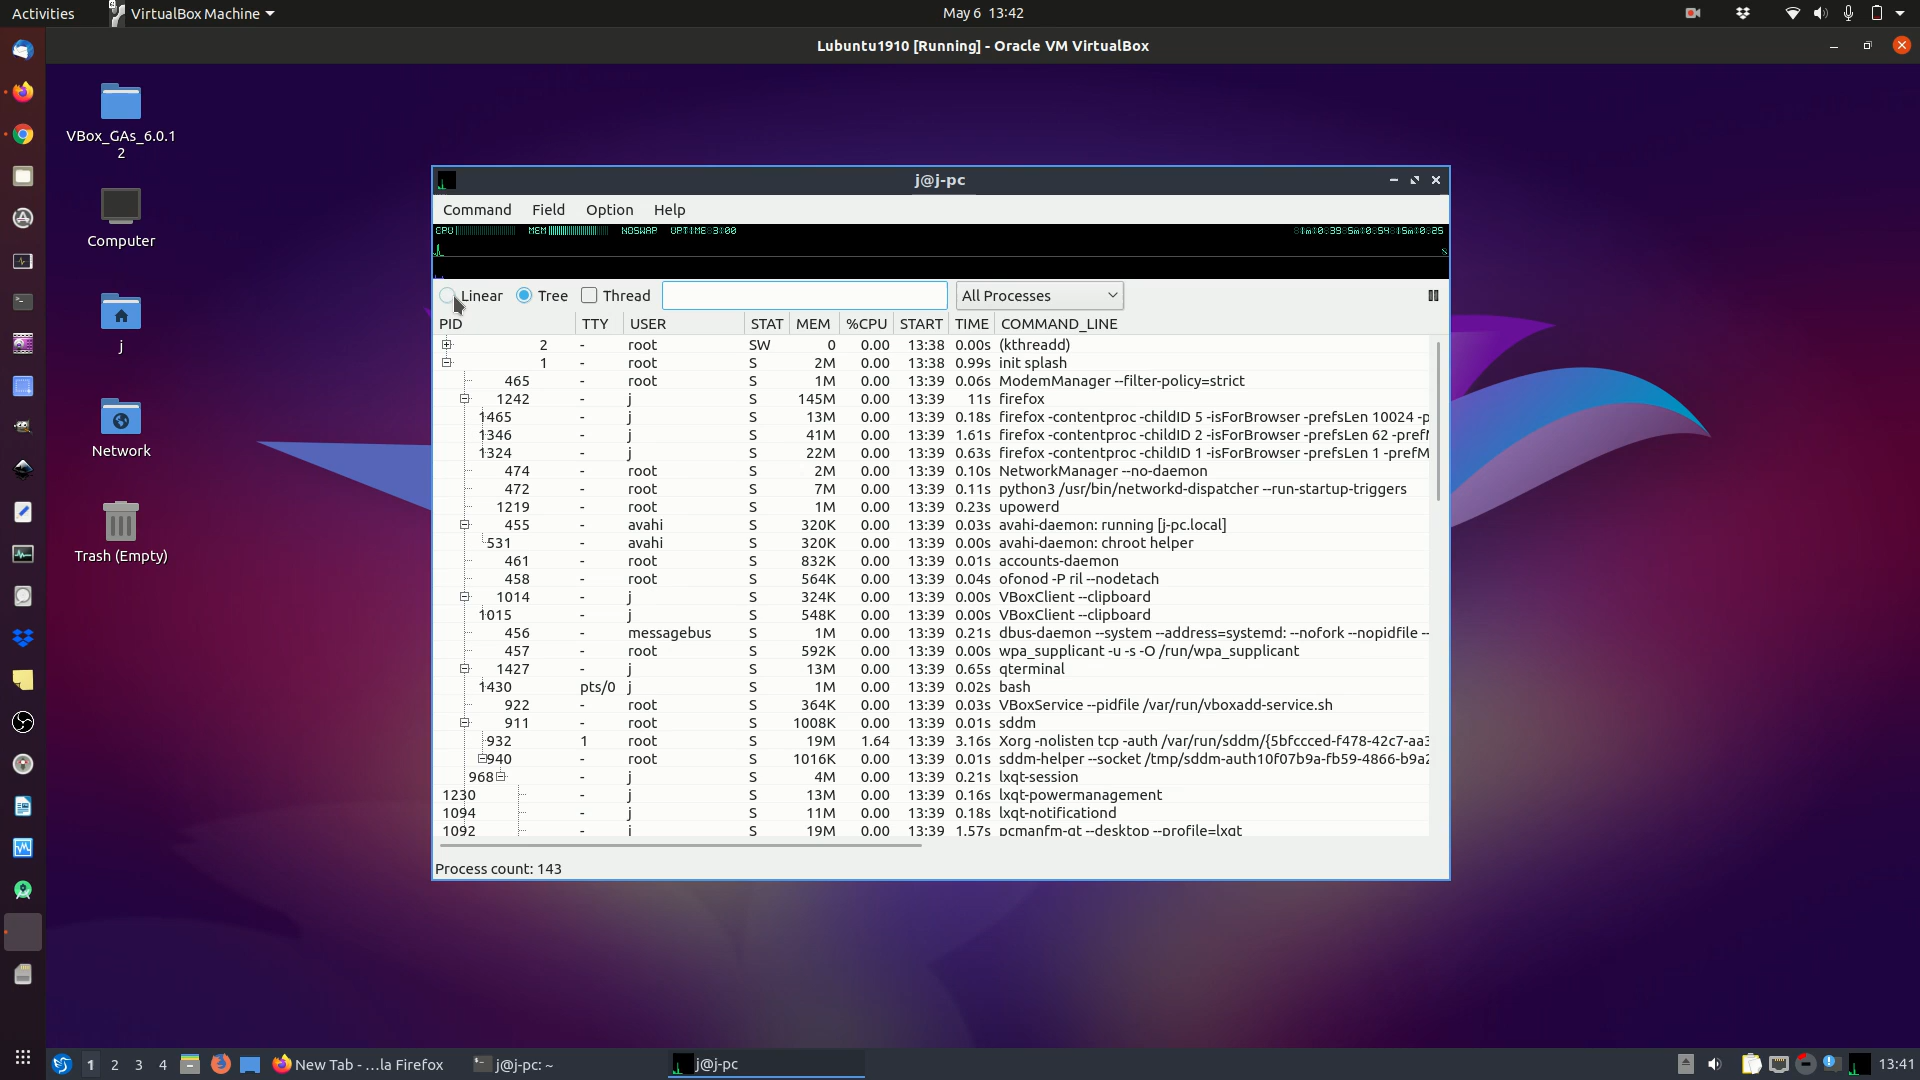 Activities
VirtualBox Machine
May 6 13:42
Lubuntu1910 [Running] - Oracle VM VirtualBox
VBox_GAs_6.0.1
2
Computer
j
Network
Trash (Empty)
j@j-pc
Command Field Option Help
CPU MEM NOSWAP UPTIME:3:00
1m:0.39 5m:0.54 15m:0.25
Linear Tree Thread All Processes
PID TTY USER STAT MEM %CPU START TIME COMMAND_LINE
2 - root SW 0 0.00 13:38 0.00s (kthreadd)
1 - root S 2M 0.00 13:38 0.99s init splash
465 - root S 1M 0.00 13:39 0.06s ModemManager --filter-policy=strict
1242 - j S 145M 0.00 13:39 11s firefox
1465 - j S 13M 0.00 13:39 0.18s firefox -contentproc -childID 5 -isForBrowser -prefsLen 10024 -p
1346 - j S 41M 0.00 13:39 1.61s firefox -contentproc -childID 2 -isForBrowser -prefsLen 62 -pref
1324 - j S 22M 0.00 13:39 0.63s firefox -contentproc -childID 1 -isForBrowser -prefsLen 1 -prefM
474 - root S 2M 0.00 13:39 0.10s NetworkManager --no-daemon
472 - root S 7M 0.00 13:39 0.11s python3 /usr/bin/networkd-dispatcher --run-startup-triggers
1219 - root S 1M 0.00 13:39 0.23s upowerd
455 - avahi S 320K 0.00 13:39 0.03s avahi-daemon: running [j-pc.local]
531 - avahi S 320K 0.00 13:39 0.00s avahi-daemon: chroot helper
461 - root S 832K 0.00 13:39 0.01s accounts-daemon
458 - root S 564K 0.00 13:39 0.04s ofonod -P ril --nodetach
1014 - j S 324K 0.00 13:39 0.00s VBoxClient --clipboard
1015 - j S 548K 0.00 13:39 0.00s VBoxClient --clipboard
456 - messagebus S 1M 0.00 13:39 0.21s dbus-daemon --system --address=systemd: --nofork --nopidfile -
457 - root S 592K 0.00 13:39 0.00s wpa_supplicant -u -s -O /run/wpa_supplicant
1427 - j S 13M 0.00 13:39 0.65s qterminal
1430 pts/0 j S 1M 0.00 13:39 0.02s bash
922 - root S 364K 0.00 13:39 0.03s VBoxService --pidfile /var/run/vboxadd-service.sh
911 - root S 1008K 0.00 13:39 0.01s sddm
932 1 root S 19M 1.64 13:39 3.16s Xorg -nolisten tcp -auth /var/run/sddm/{5bfccced-f478-42c7-aa3
940 - root S 1016K 0.00 13:39 0.01s sddm-helper --socket /tmp/sddm-auth10f07b9a-fb59-4866-b9a2
968 - j S 4M 0.00 13:39 0.21s lxqt-session
1230 - j S 13M 0.00 13:39 0.16s lxqt-powermanagement
1094 - j S 11M 0.00 13:39 0.18s lxqt-notificationd
1092 - j S 19M 0.00 13:39 1.57s pcmanfm-qt --desktop --profile=lxqt
Process count: 143
1 2 3 4 New Tab - ...la Firefox j@j-pc: ~ j@j-pc 13:41